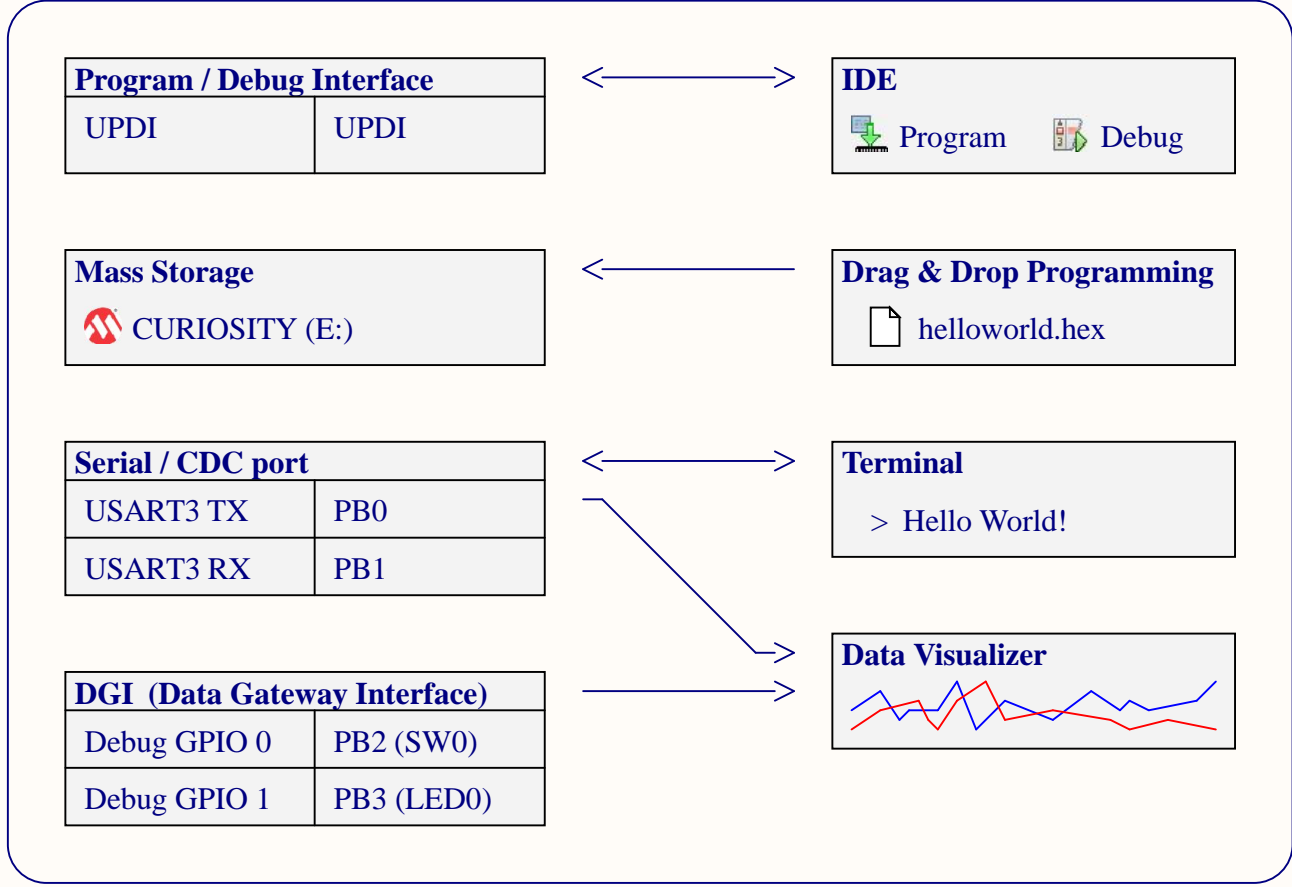 Program / Debug Interface
UPDI UPDI
IDE
Program Debug
Mass Storage
CURIOSITY (E:)
Drag & Drop Programming
helloworld.hex
Serial / CDC port
USART3 TX PB0
USART3 RX PB1
Terminal
> Hello World!
DGI (Data Gateway Interface)
Debug GPIO 0 PB2 (SW0)
Debug GPIO 1 PB3 (LED0)
Data Visualizer